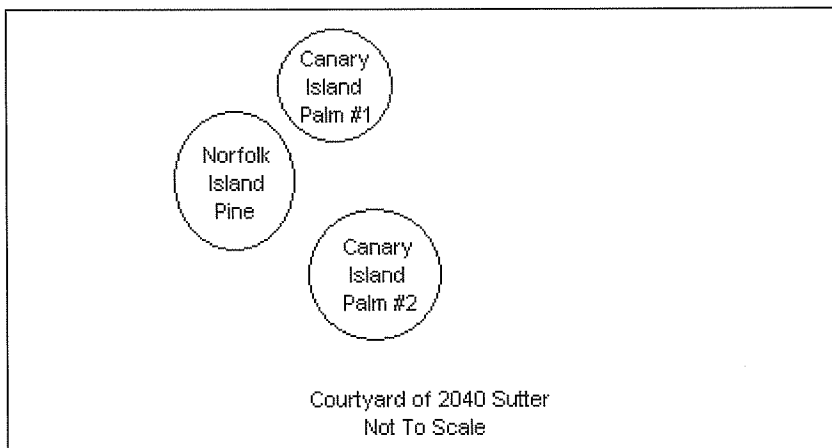 Canary
Island
Palm #1
Norfolk
Island
Pine
Canary
Island
Palm #2
Courtyard of 2040 Sutter
Not To Scale